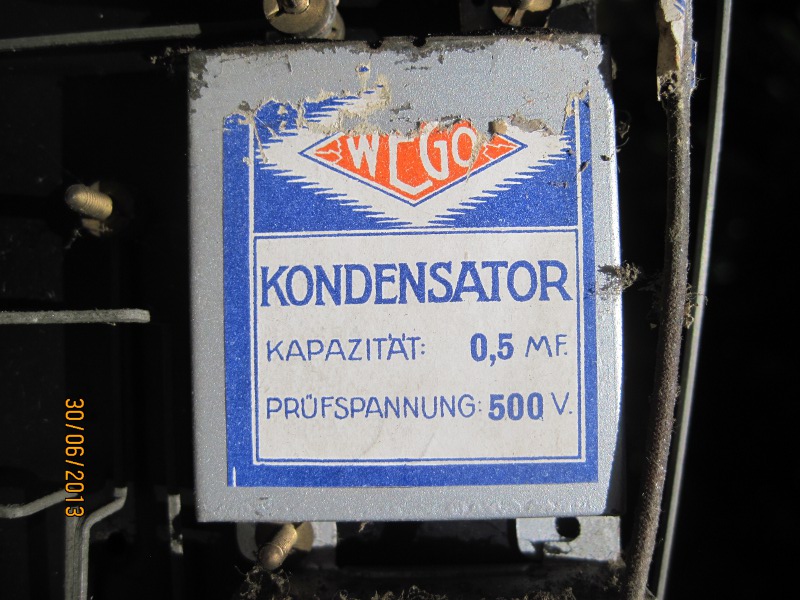 WEGO
KONDENSATOR
KAPAZITÄT: 0,5 MF.
PRÜFSPANNUNG: 500 V.
30/06/2013